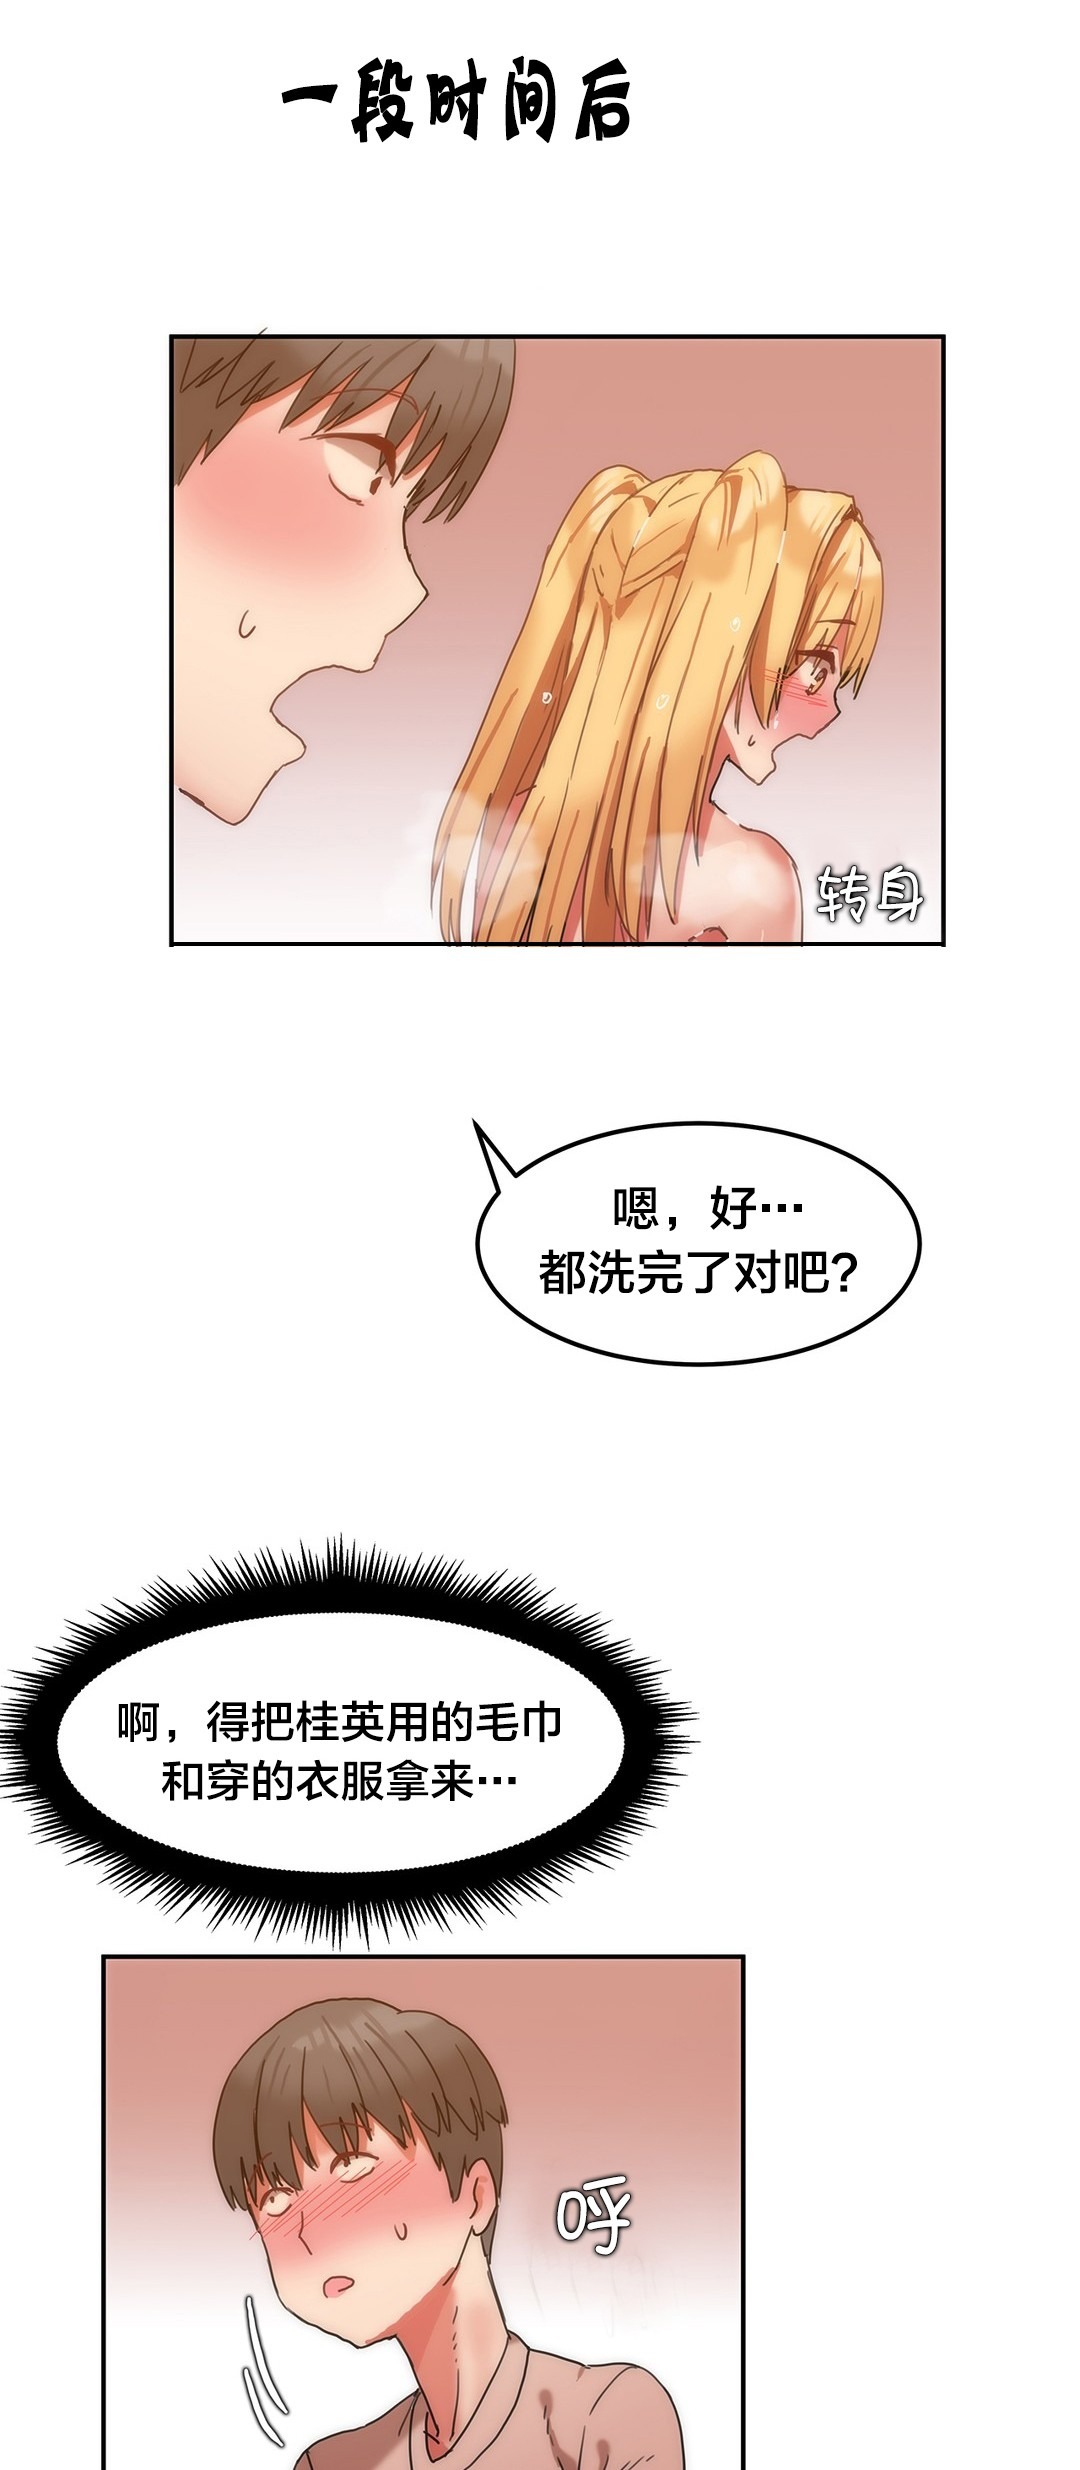 一段时间后
转身
嗯，好…
都洗完了对吧？
啊，得把桂英用的毛巾
和穿的衣服拿来…
呼